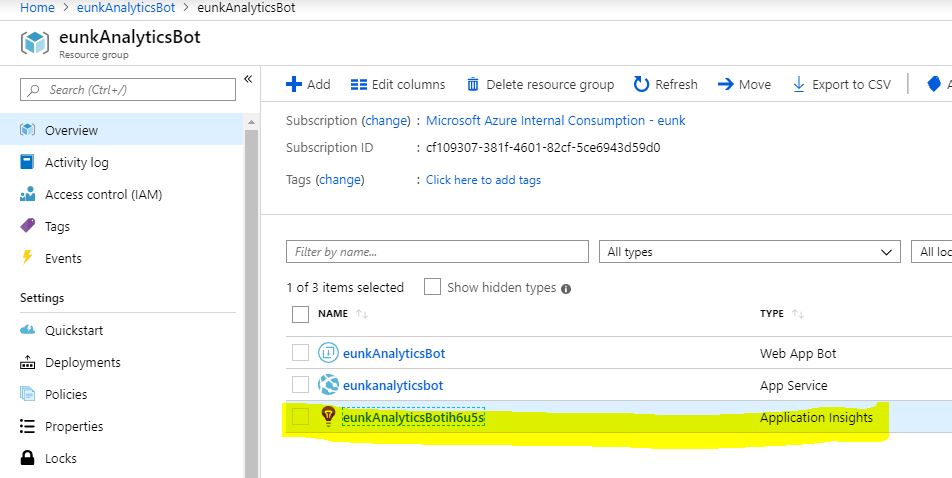 Home > eunkAnalyticsBot > eunkAnalyticsBot
eunkAnalyticsBot
Resource group
Search (Ctrl+/)
«
Overview
Activity log
Access control (IAM)
Tags
Events
Settings
Quickstart
Deployments
Policies
Properties
Locks
Add Edit columns Delete resource group Refresh Move Export to CSV
Subscription (change) : Microsoft Azure Internal Consumption - eunk
Subscription ID : cf109307-381f-4601-82cf-5ce6943d59d0
Tags (change) : Click here to add tags
Filter by name... All types All loc
1 of 3 items selected Show hidden types
NAME TYPE
eunkAnalyticsBot Web App Bot
eunkanalyticsbot App Service
eunkAnalyticsBotih6u5s Application Insights